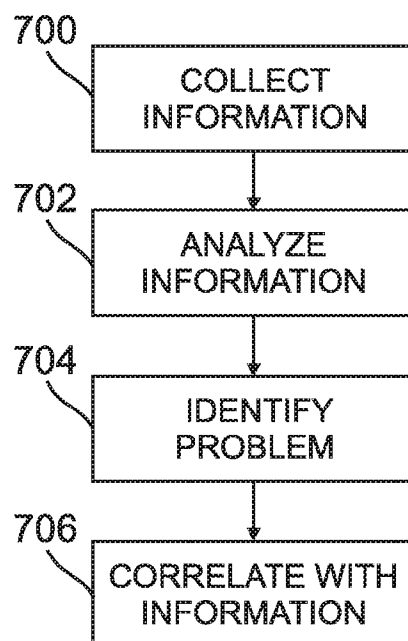 700
COLLECT
INFORMATION
702
ANALYZE
INFORMATION
704
IDENTIFY
PROBLEM
706
CORRELATE WITH
INFORMATION